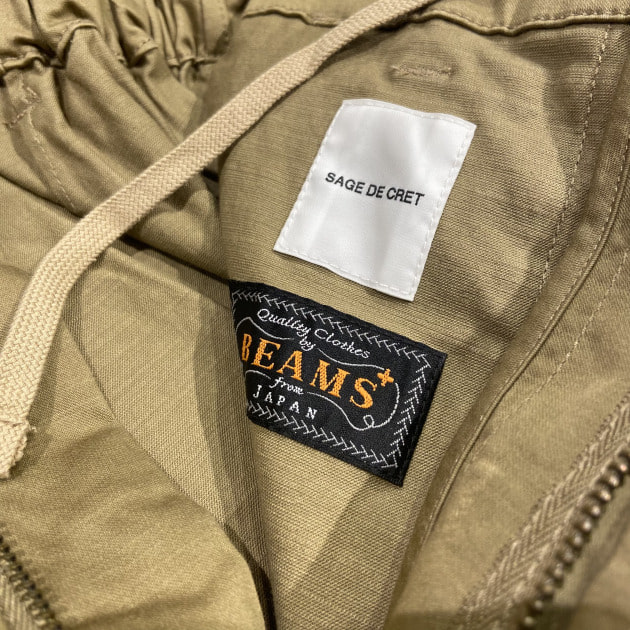 SAGE DE CRET
Quality Clothes
by
BEAMS+
from
JAPAN